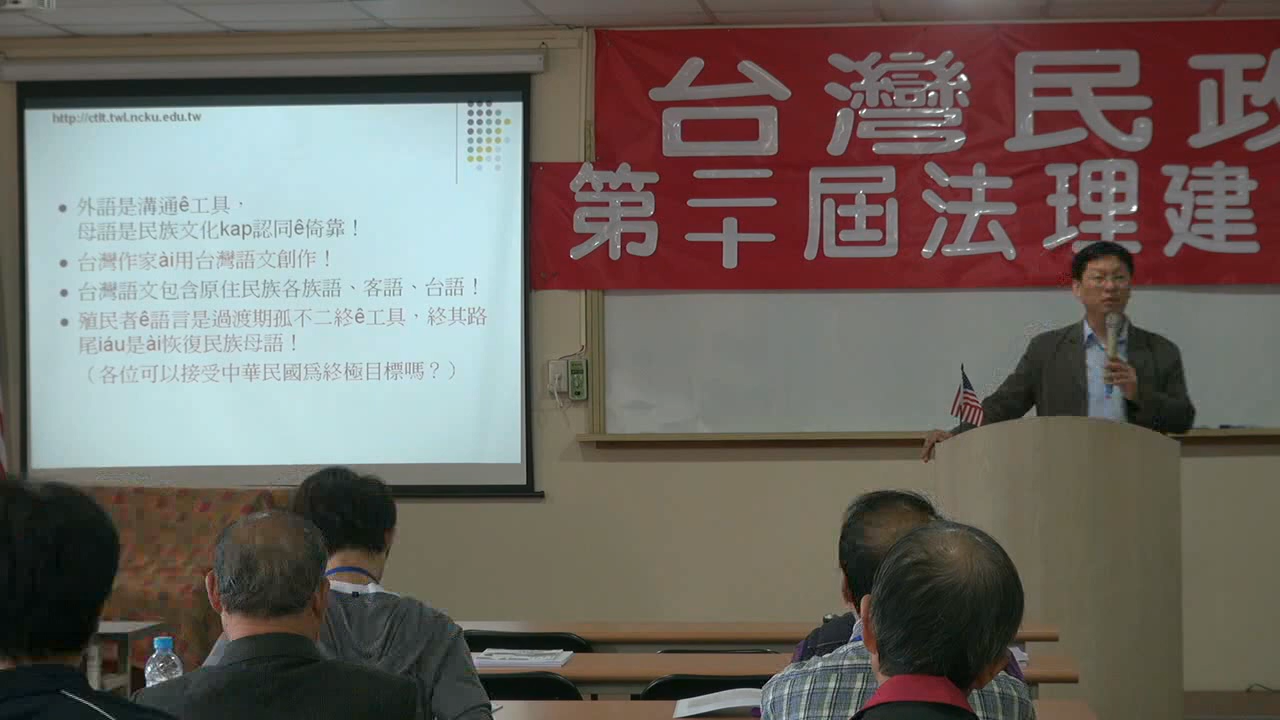 http://ctlt.twl.ncku.edu.tw
外語是溝通ê工具，
母語是民族文化kap認同ê倚靠！
台灣作家ài用台灣語文創作！
台灣語文包含原住民族各族語、客語、台語！
殖民者ê語言是過渡期孤不二終ê工具，終其路
尾iáu是ài恢復民族母語！
（各位可以接受中華民國為終極目標嗎？）
台灣民政
第二十屆法理建